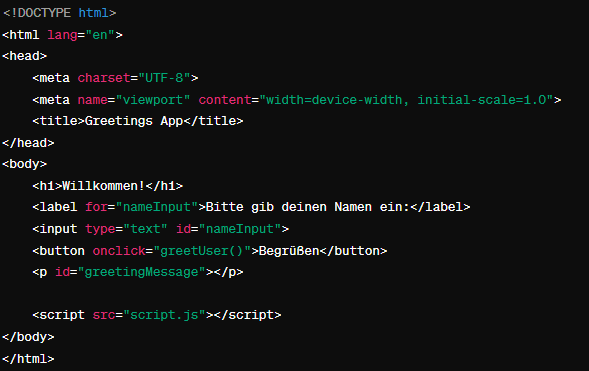 <!DOCTYPE html>
<html lang="en">
<head>
    <meta charset="UTF-8">
    <meta name="viewport" content="width=device-width, initial-scale=1.0">
    <title>Greetings App</title>
</head>
<body>
    <h1>Willkommen!</h1>
    <label for="nameInput">Bitte gib deinen Namen ein:</label>
    <input type="text" id="nameInput">
    <button onclick="greetUser()">Begrüßen</button>
    <p id="greetingMessage"></p>

    <script src="script.js"></script>
</body>
</html>